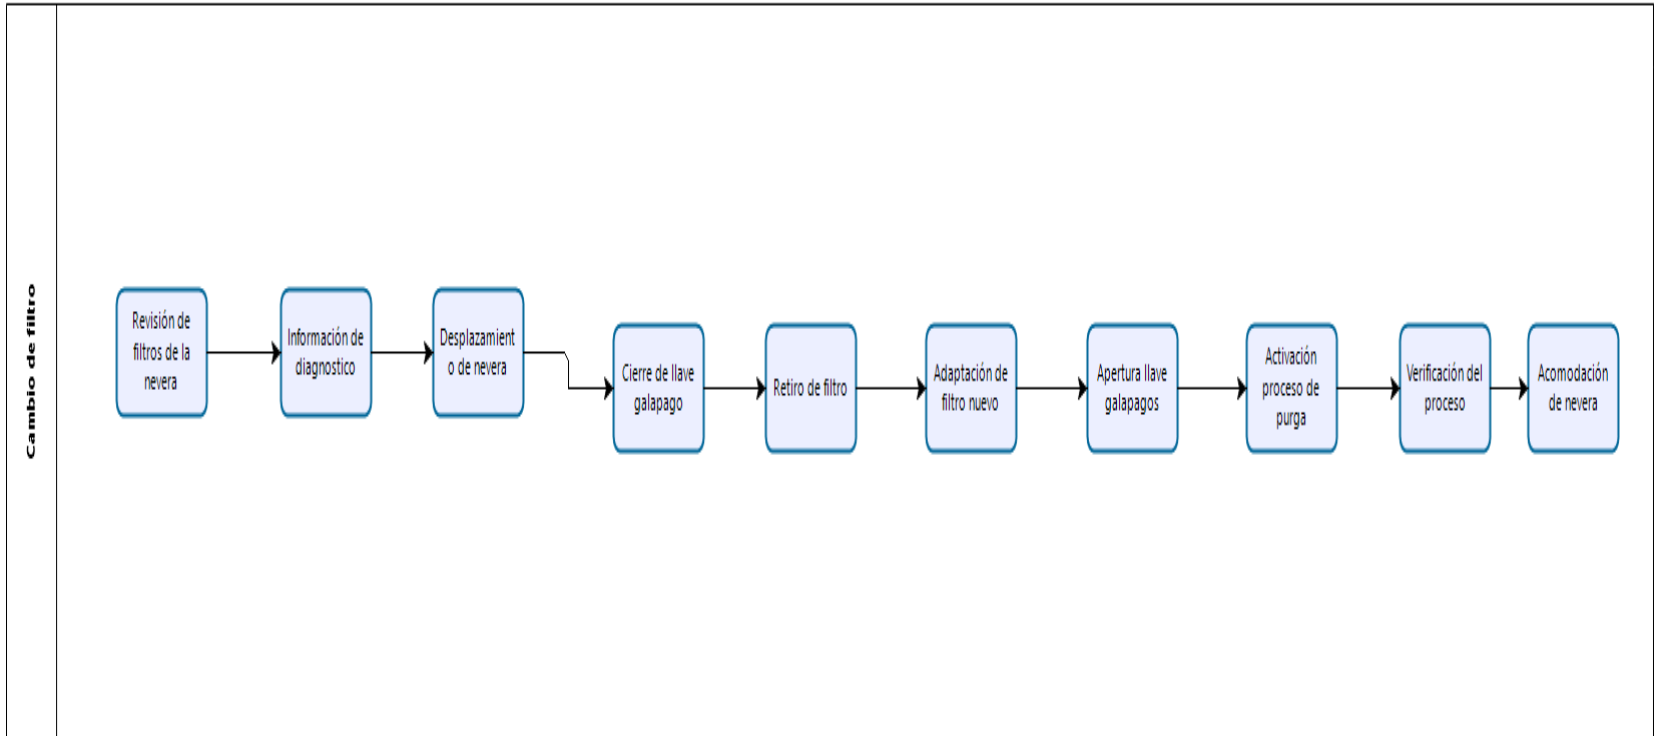 Cambio de filtro
Revisión de
filtros de la
nevera
Información de
diagnostico
Desplazamient
o de nevera
Cierre de llave
galapago
Retiro de filtro
Adaptación de
filtro nuevo
Apertura llave
galapagos
Activación
proceso de
purga
Verificación del
proceso
Acomodación
de nevera